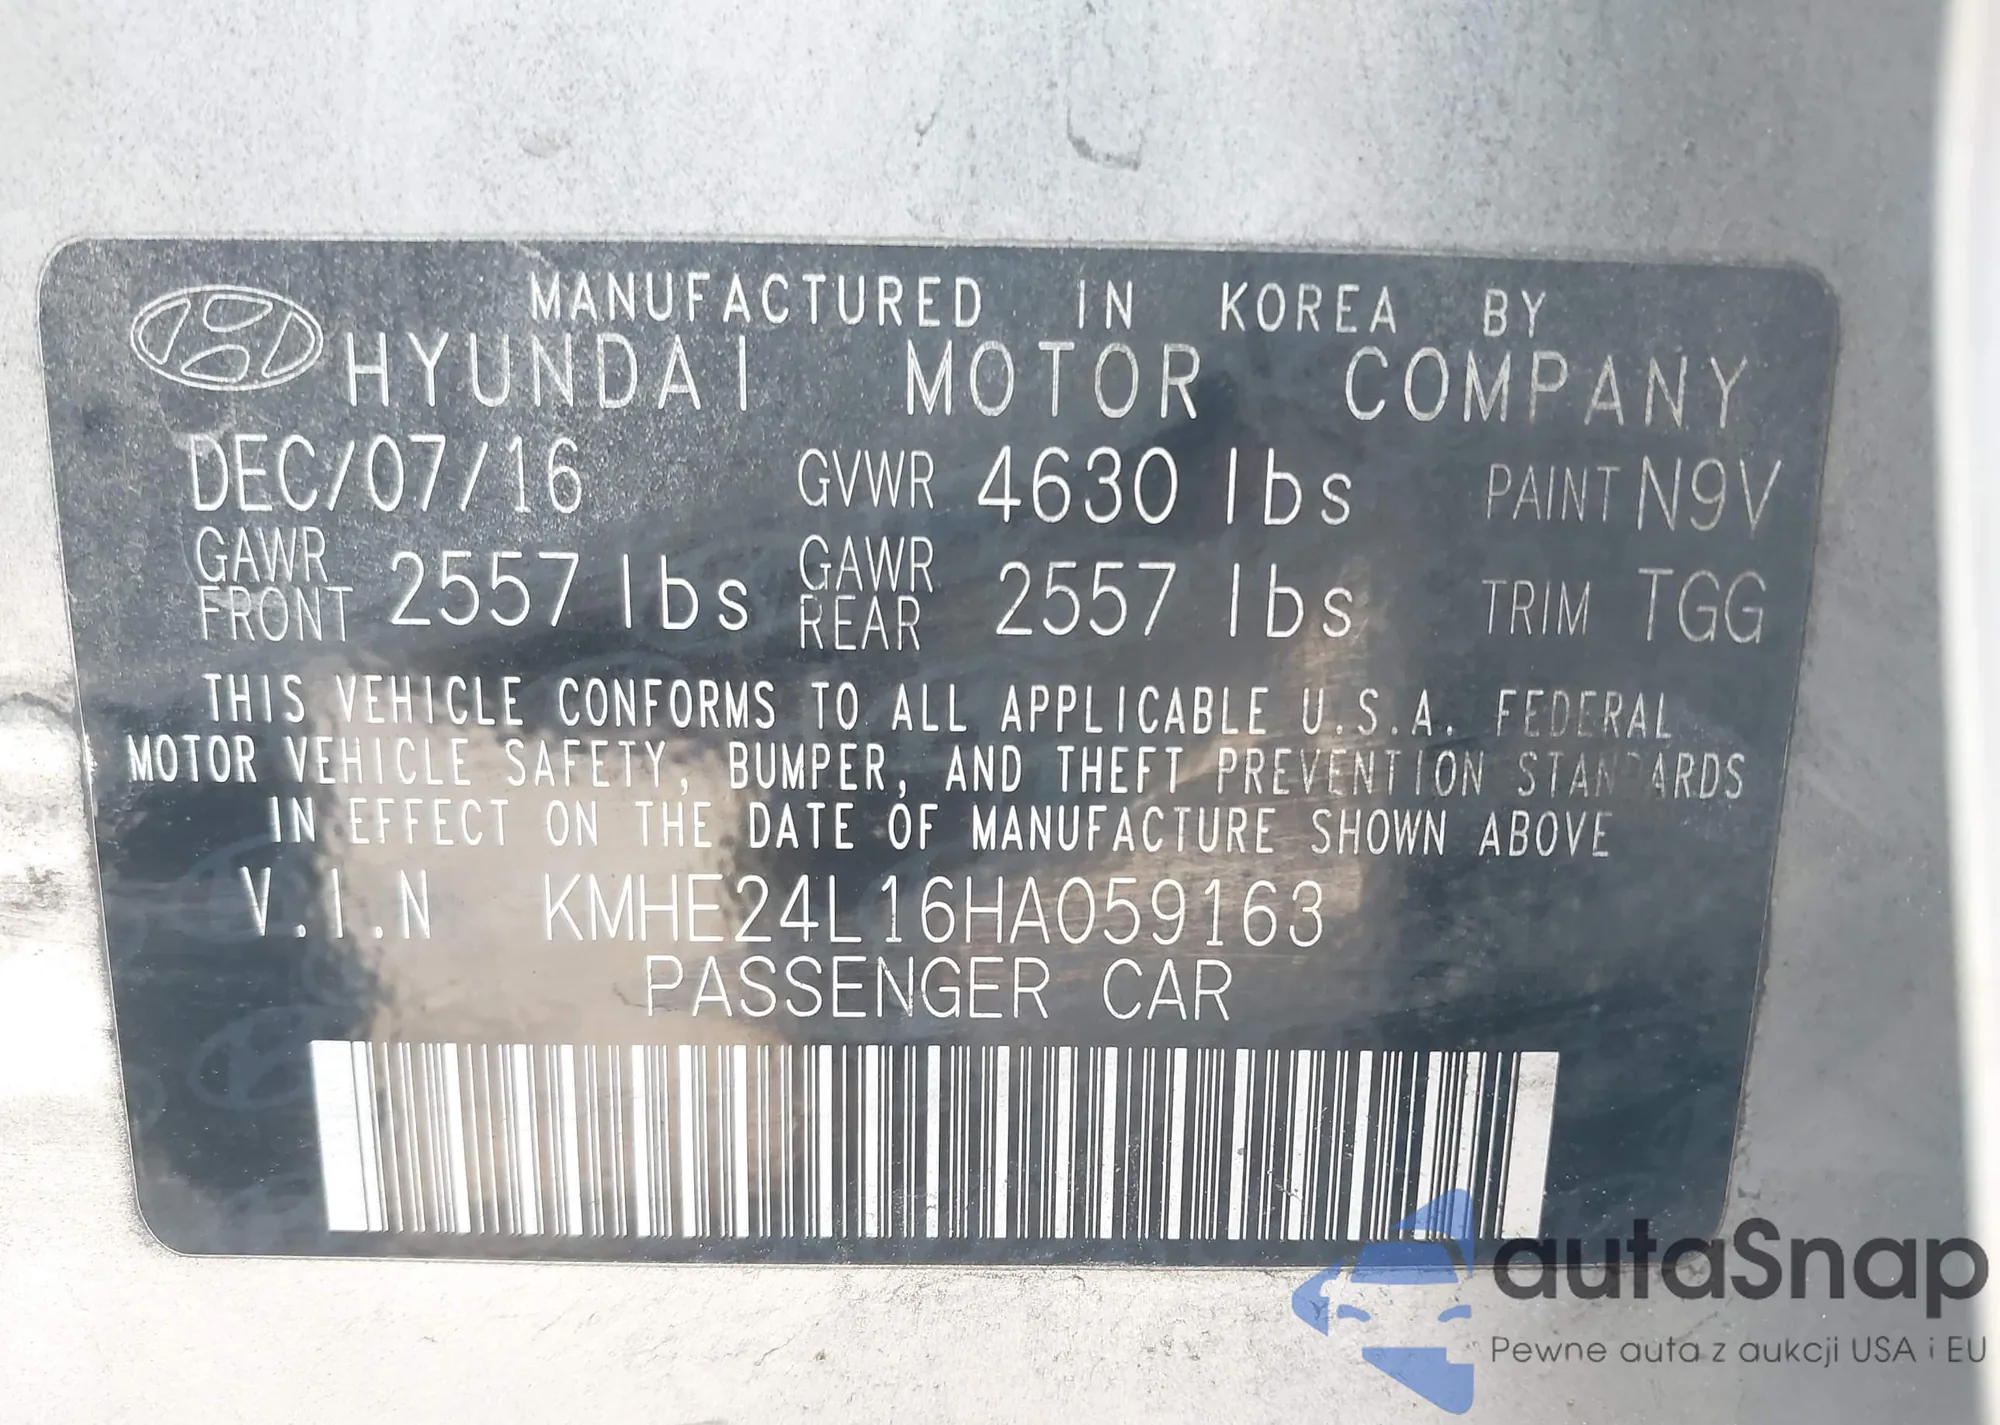 MANUFACTURED IN KOREA BY
HYUNDAI MOTOR COMPANY
DEC/07/16 GVWR 4630 lbs PAINT N9V
GAWR FRONT 2557 lbs GAWR REAR 2557 lbs TRIM TGG
THIS VEHICLE CONFORMS TO ALL APPLICABLE U.S.A. FEDERAL
MOTOR VEHICLE SAFETY, BUMPER, AND THEFT PREVENTION STANDARDS
IN EFFECT ON THE DATE OF MANUFACTURE SHOWN ABOVE
V.I.N KMHE24L16HA059163
PASSENGER CAR
autaSnap
Pewne auta z aukcji USA i EU